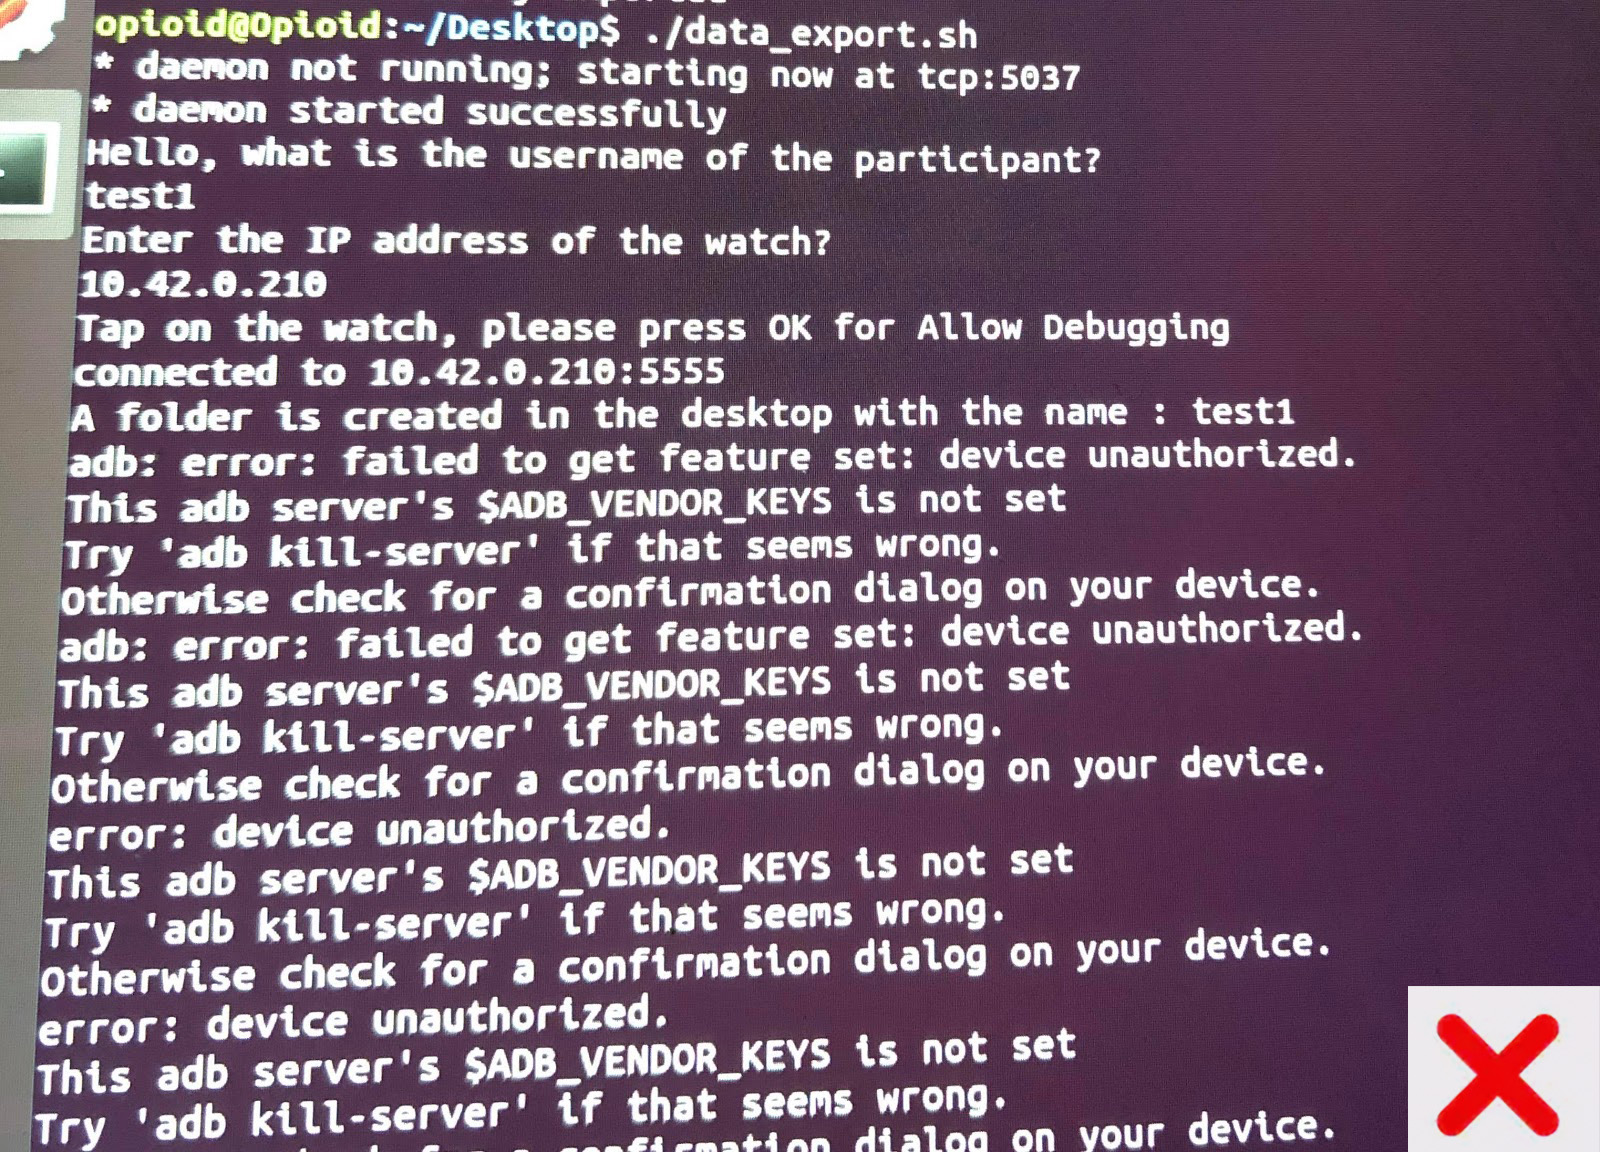 opioid@Opioid:~/Desktop$ ./data_export.sh
* daemon not running; starting now at tcp:5037
* daemon started successfully
Hello, what is the username of the participant?
test1
Enter the IP address of the watch?
10.42.0.210
Tap on the watch, please press OK for Allow Debugging
connected to 10.42.0.210:5555
A folder is created in the desktop with the name : test1
adb: error: failed to get feature set: device unauthorized.
This adb server's $ADB_VENDOR_KEYS is not set
Try 'adb kill-server' if that seems wrong.
Otherwise check for a confirmation dialog on your device.
adb: error: failed to get feature set: device unauthorized.
This adb server's $ADB_VENDOR_KEYS is not set
Try 'adb kill-server' if that seems wrong.
Otherwise check for a confirmation dialog on your device.
error: device unauthorized.
This adb server's $ADB_VENDOR_KEYS is not set
Try 'adb kill-server' if that seems wrong.
Otherwise check for a confirmation dialog on your device.
error: device unauthorized.
This adb server's $ADB_VENDOR_KEYS is not set
Try 'adb kill-server' if that seems wrong.
confirmation dialog on your device.